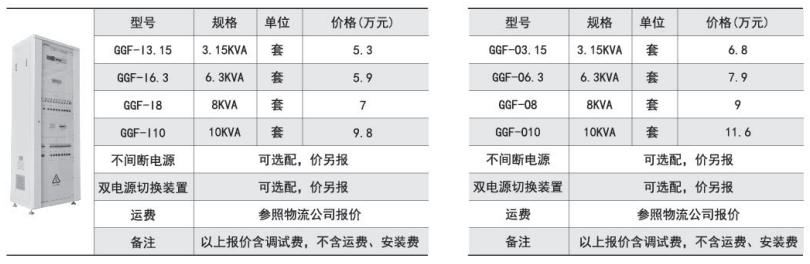 型号 规格 单位 价格(万元)
GGF-I3.15 3.15KVA 套 5.3
GGF-I6.3 6.3KVA 套 5.9
GGF-I8 8KVA 套 7
GGF-I10 10KVA 套 9.8
不间断电源 可选配，价另报
双电源切换装置 可选配，价另报
运费 参照物流公司报价
备注 以上报价含调试费，不含运费、安装费
型号 规格 单位 价格(万元)
GGF-O3.15 3.15KVA 套 6.8
GGF-O6.3 6.3KVA 套 7.9
GGF-O8 8KVA 套 9
GGF-O10 10KVA 套 11.6
不间断电源 可选配，价另报
双电源切换装置 可选配，价另报
运费 参照物流公司报价
备注 以上报价含调试费，不含运费、安装费